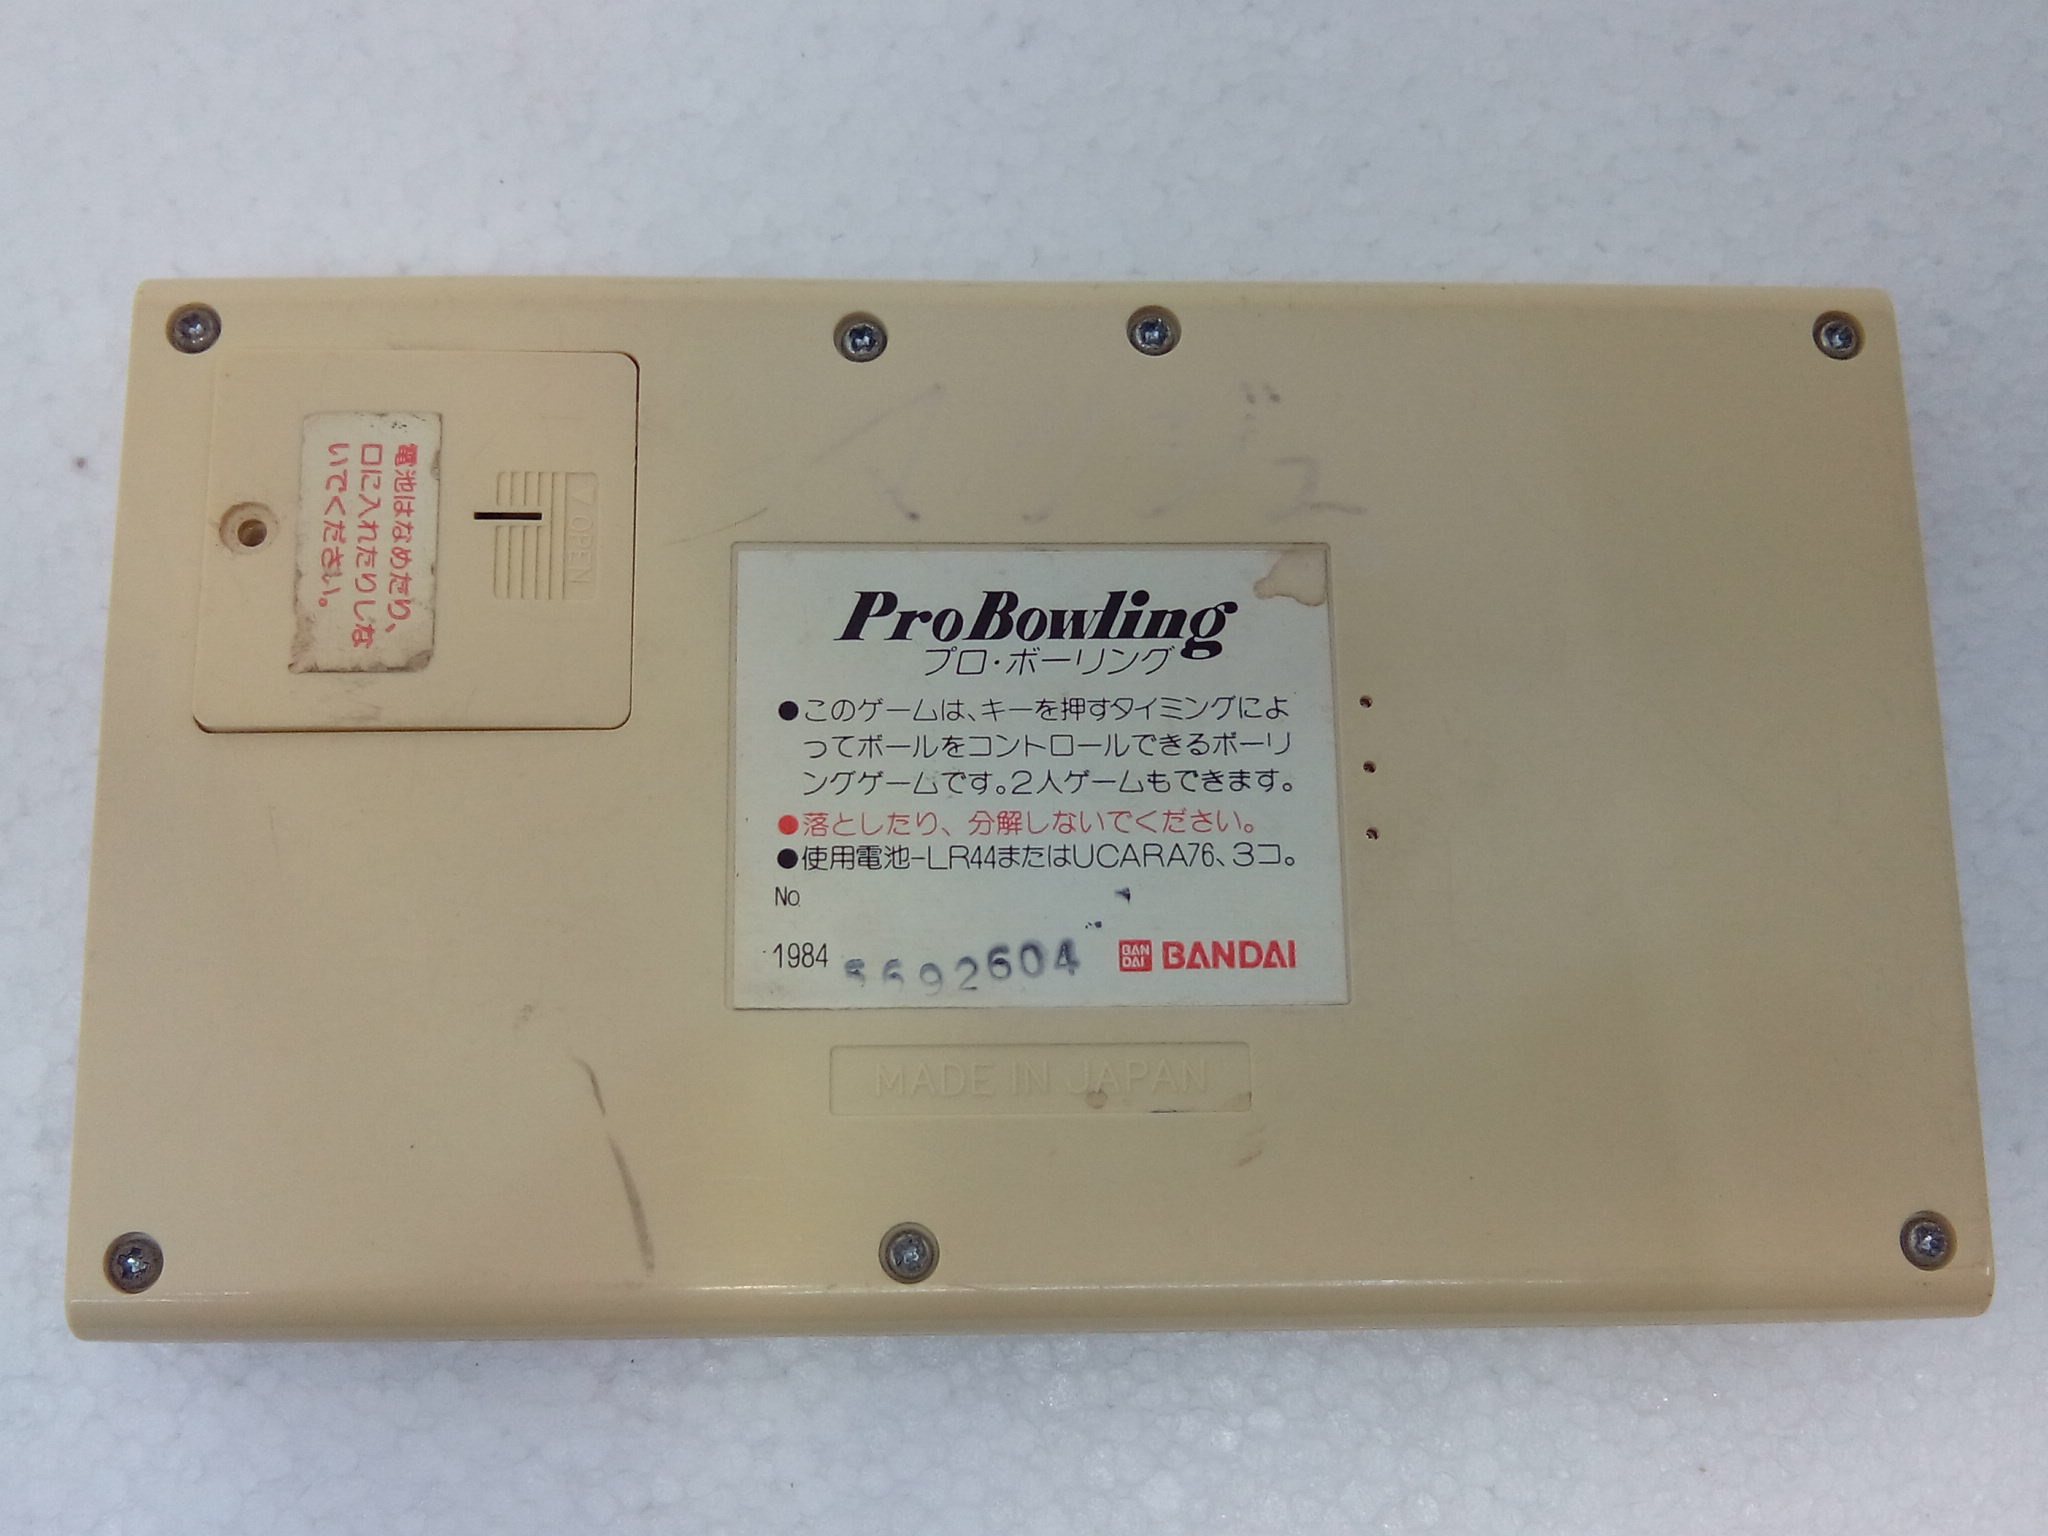 電池はなめたり、
口に入れたりしな
いでください。
OPEN
Pro Bowling
プロ・ボーリング
●このゲームは、キーを押すタイミングによ
ってボールをコントロールできるボーリ
ングゲームです。2人ゲームもできます。
●落としたり、分解しないでください。
●使用電池-LR44またはUCARA76、3コ。
No.
1984 BAN DAI BANDAI
MADE IN JAPAN